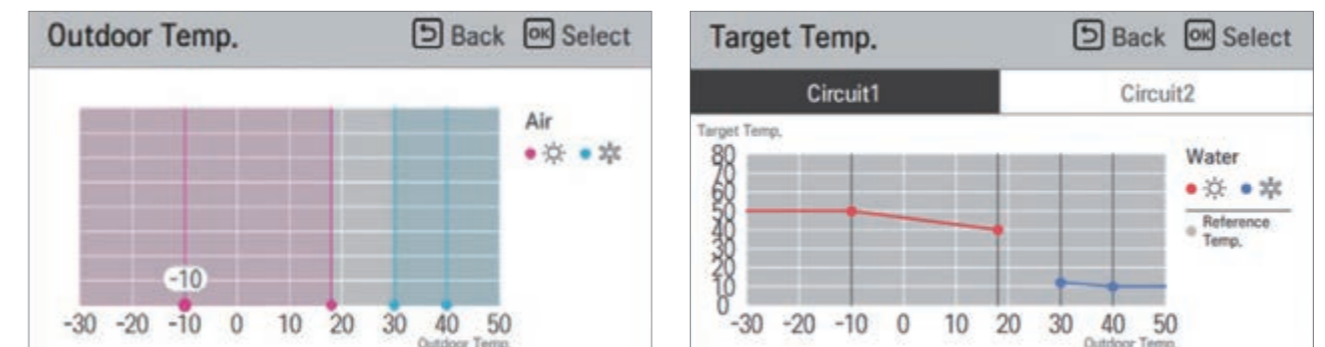 Outdoor Temp. Back OK Select
Air
-10
-30 -20 -10 0 10 20 30 40 50
Outdoor Temp.
Target Temp. Back OK Select
Circuit1 Circuit2
Target Temp.
80
70
60
50
40
30
20
10
0
-30 -20 -10 0 10 20 30 40 50
Outdoor Temp.
Water
Reference
Temp.